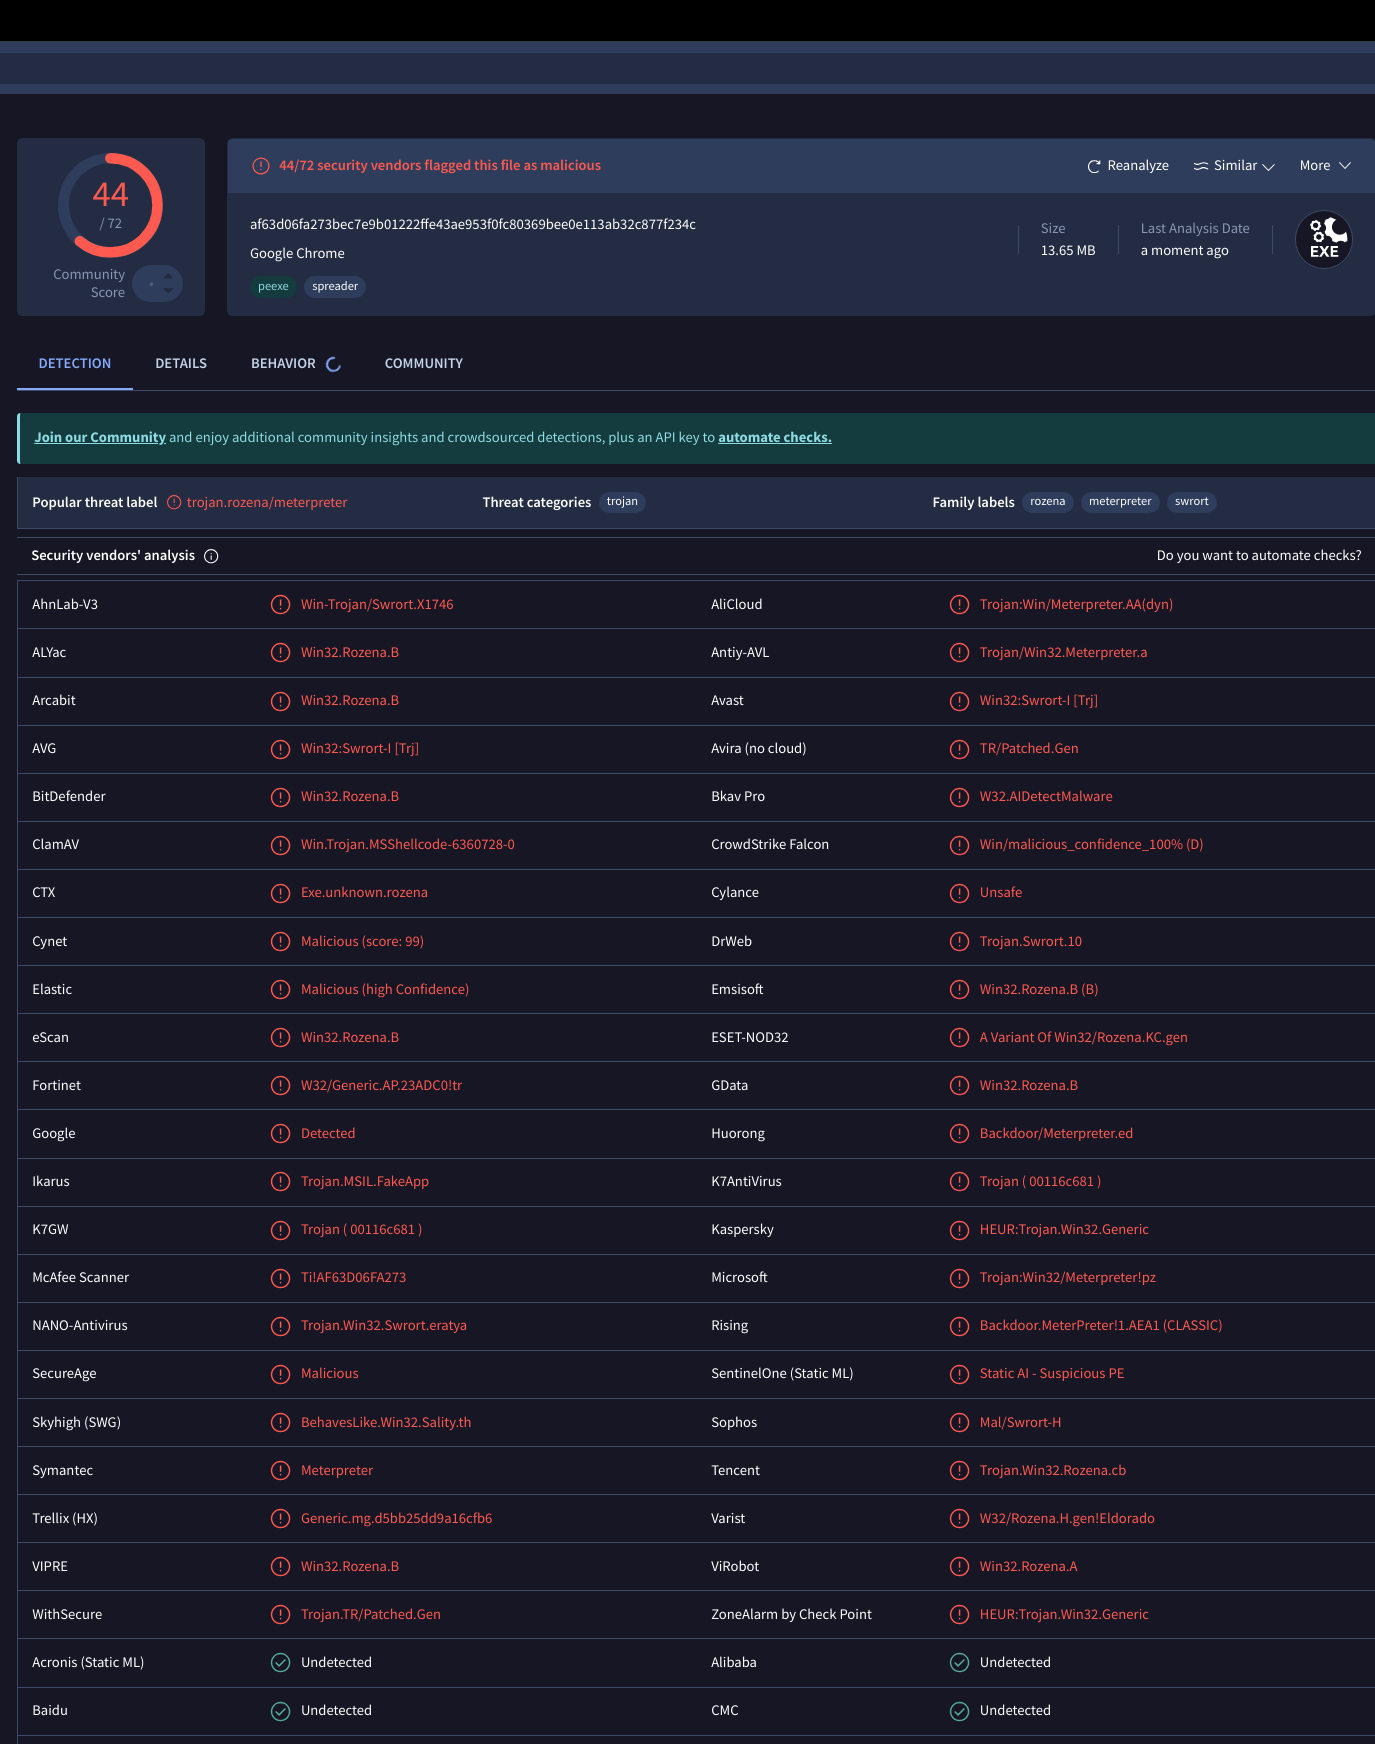 44
/ 72
Community
Score
44/72 security vendors flagged this file as malicious
Reanalyze
Similar
More
af63d06fa273bec7e9b01222ffe43ae953f0fc80369bee0e113ab32c877f234c
Google Chrome
peexe
spreader
Size
13.65 MB
Last Analysis Date
a moment ago
EXE
DETECTION
DETAILS
BEHAVIOR
COMMUNITY
Join our Community and enjoy additional community insights and crowdsourced detections, plus an API key to automate checks.
Popular threat label trojan.rozena/meterpreter
Threat categories trojan
Family labels rozena meterpreter swrort
Security vendors' analysis
Do you want to automate checks?
AhnLab-V3 Win-Trojan/Swrort.X1746 AliCloud Trojan:Win/Meterpreter.AA(dyn)
ALYac Win32.Rozena.B Antiy-AVL Trojan/Win32.Meterpreter.a
Arcabit Win32.Rozena.B Avast Win32:Swrort-I [Trj]
AVG Win32:Swrort-I [Trj] Avira (no cloud) TR/Patched.Gen
BitDefender Win32.Rozena.B Bkav Pro W32.AIDetectMalware
ClamAV Win.Trojan.MSShellcode-6360728-0 CrowdStrike Falcon Win/malicious_confidence_100% (D)
CTX Exe.unknown.rozena Cylance Unsafe
Cynet Malicious (score: 99) DrWeb Trojan.Swrort.10
Elastic Malicious (high Confidence) Emsisoft Win32.Rozena.B (B)
eScan Win32.Rozena.B ESET-NOD32 A Variant Of Win32/Rozena.KC.gen
Fortinet W32/Generic.AP.23ADC0!tr GData Win32.Rozena.B
Google Detected Huorong Backdoor/Meterpreter.ed
Ikarus Trojan.MSIL.FakeApp K7AntiVirus Trojan ( 00116c681 )
K7GW Trojan ( 00116c681 ) Kaspersky HEUR:Trojan.Win32.Generic
McAfee Scanner Ti!AF63D06FA273 Microsoft Trojan:Win32/Meterpreter!pz
NANO-Antivirus Trojan.Win32.Swrort.eratya Rising Backdoor.MeterPreter!1.AEA1 (CLASSIC)
SecureAge Malicious SentinelOne (Static ML) Static AI - Suspicious PE
Skyhigh (SWG) BehavesLike.Win32.Sality.th Sophos Mal/Swrort-H
Symantec Meterpreter Tencent Trojan.Win32.Rozena.cb
Trellix (HX) Generic.mg.d5bb25dd9a16cfb6 Varist W32/Rozena.H.gen!Eldorado
VIPRE Win32.Rozena.B ViRobot Win32.Rozena.A
WithSecure Trojan.TR/Patched.Gen ZoneAlarm by Check Point HEUR:Trojan.Win32.Generic
Acronis (Static ML) Undetected Alibaba Undetected
Baidu Undetected CMC Undetected